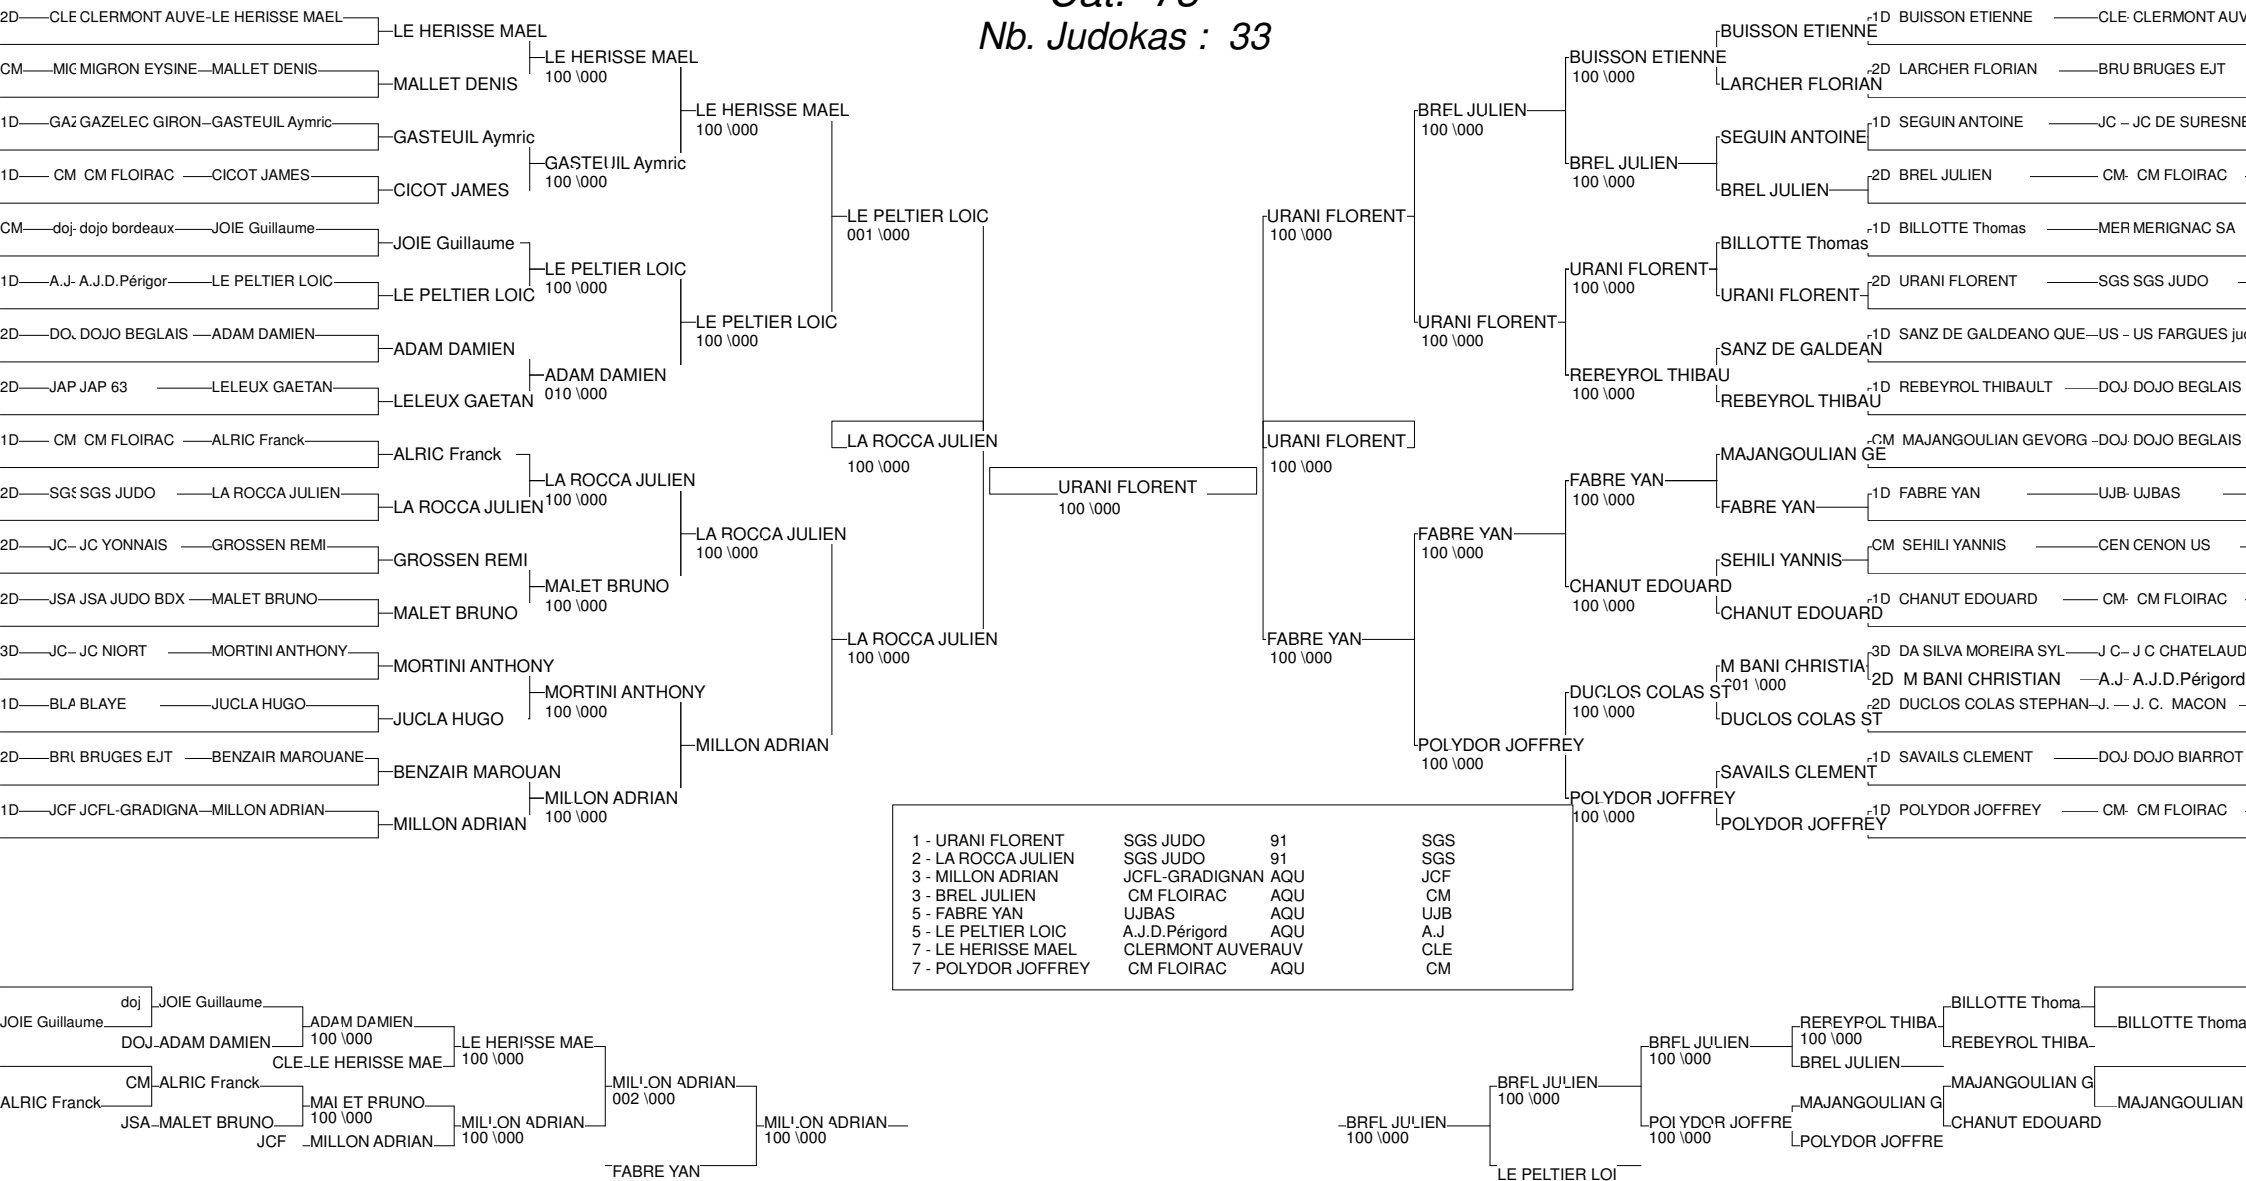 Nb. Judokas : 33
2D CLE CLERMONT AUVE LE HERISSE MAEL
CM MIG MIGRON EYSINE MALLET DENIS
1D GAZ GAZELEC GIRON GASTEUIL Aymric
1D CM CM FLOIRAC CICOT JAMES
CM doj dojo bordeaux JOIE Guillaume
1D A.J A.J.D.Périgor LE PELTIER LOIC
2D DOJ DOJO BEGLAIS ADAM DAMIEN
2D JAP JAP 63 LELEUX GAETAN
1D CM CM FLOIRAC ALRIC Franck
2D SGS SGS JUDO LA ROCCA JULIEN
2D JC JC YONNAIS GROSSEN REMI
2D JSA JSA JUDO BDX MALET BRUNO
3D JC JC NIORT MORTINI ANTHONY
1D BLA BLAYE JUCLA HUGO
2D BRU BRUGES EJT BENZAIR MAROUANE
1D JCF JCFL-GRADIGNA MILLON ADRIAN
LE HERISSE MAEL
MALLET DENIS
GASTEUIL Aymric
CICOT JAMES
JOIE Guillaume
LE PELTIER LOIC
ADAM DAMIEN
LELEUX GAETAN
ALRIC Franck
LA ROCCA JULIEN
GROSSEN REMI
MALET BRUNO
MORTINI ANTHONY
JUCLA HUGO
BENZAIR MAROUAN
MILLON ADRIAN
LE HERISSE MAEL
100 \000
GASTEUIL Aymric
100 \000
LE PELTIER LOIC
100 \000
ADAM DAMIEN
010 \000
LA ROCCA JULIEN
100 \000
MALET BRUNO
100 \000
MORTINI ANTHONY
100 \000
MILLON ADRIAN
100 \000
LE HERISSE MAEL
100 \000
LE PELTIER LOIC
100 \000
LA ROCCA JULIEN
100 \000
MILLON ADRIAN
LE PELTIER LOIC
001 \000
LA ROCCA JULIEN
100 \000
LA ROCCA JULIEN
100 \000
URANI FLORENT
100 \000
URANI FLORENT
100 \000
URANI FLORENT
100 \000
FABRE YAN
100 \000
BREL JULIEN
100 \000
URANI FLORENT
100 \000
FABRE YAN
100 \000
POLYDOR JOFFREY
100 \000
BUISSON ETIENNE
100 \000
BREL JULIEN
100 \000
URANI FLORENT
100 \000
REBEYROL THIBAU
100 \000
FABRE YAN
100 \000
CHANUT EDOUARD
100 \000
DUCLOS COLAS ST
100 \000
POLYDOR JOFFREY
100 \000
BUISSON ETIENNE
LARCHER FLORIAN
SEGUIN ANTOINE
BREL JULIEN
BILLOTTE Thomas
URANI FLORENT
SANZ DE GALDEAN
REBEYROL THIBAU
MAJANGOULIAN GE
FABRE YAN
SEHILI YANNIS
CHANUT EDOUARD
M BANI CHRISTIA
001 \000
DUCLOS COLAS ST
SAVAILS CLEMENT
POLYDOR JOFFREY
1D BUISSON ETIENNE CLE CLERMONT AUV
2D LARCHER FLORIAN BRU BRUGES EJT
1D SEGUIN ANTOINE JC JC DE SURESNE
2D BREL JULIEN CM CM FLOIRAC
1D BILLOTTE Thomas MER MERIGNAC SA
2D URANI FLORENT SGS SGS JUDO
1D SANZ DE GALDEANO QUE US US FARGUES ju
1D REBEYROL THIBAULT DOJ DOJO BEGLAIS
CM MAJANGOULIAN GEVORG DOJ DOJO BEGLAIS
1D FABRE YAN UJB UJBAS
CM SEHILI YANNIS CEN CENON US
1D CHANUT EDOUARD CM CM FLOIRAC
3D DA SILVA MOREIRA SYL J C J C CHATELAUD
2D M BANI CHRISTIAN A.J A.J.D.Périgord
2D DUCLOS COLAS STEPHAN J. J. C. MACON
1D SAVAILS CLEMENT DOJ DOJO BIARROT
1D POLYDOR JOFFREY CM CM FLOIRAC
1 - URANI FLORENT SGS JUDO 91 SGS
2 - LA ROCCA JULIEN SGS JUDO 91 SGS
3 - MILLON ADRIAN JCFL-GRADIGNAN AQU JCF
3 - BREL JULIEN CM FLOIRAC AQU CM
5 - FABRE YAN UJBAS AQU UJB
5 - LE PELTIER LOIC A.J.D.Périgord AQU A.J
7 - LE HERISSE MAEL CLERMONT AUVER AUV CLE
7 - POLYDOR JOFFREY CM FLOIRAC AQU CM
JOIE Guillaume
ALRIC Franck
doj JOIE Guillaume
DOJ ADAM DAMIEN
CM ALRIC Franck
JSA MALET BRUNO
ADAM DAMIEN
100 \000
CLE LE HERISSE MAE
MALET BRUNO
100 \000
JCF MILLON ADRIAN
LE HERISSE MAE
100 \000
MILLON ADRIAN
100 \000
MILLON ADRIAN
002 \000
FABRE YAN
MILLON ADRIAN
100 \000
BREL JULIEN
100 \000
BREL JULIEN
100 \000
LE PELTIER LOI
BREL JULIEN
100 \000
POLYDOR JOFFRE
100 \000
REBEYROL THIBA
100 \000
BREL JULIEN
MAJANGOULIAN G
POLYDOR JOFFRE
BILLOTTE Thoma
REBEYROL THIBA
MAJANGOULIAN G
CHANUT EDOUARD
BILLOTTE Thoma
MAJANGOULIAN